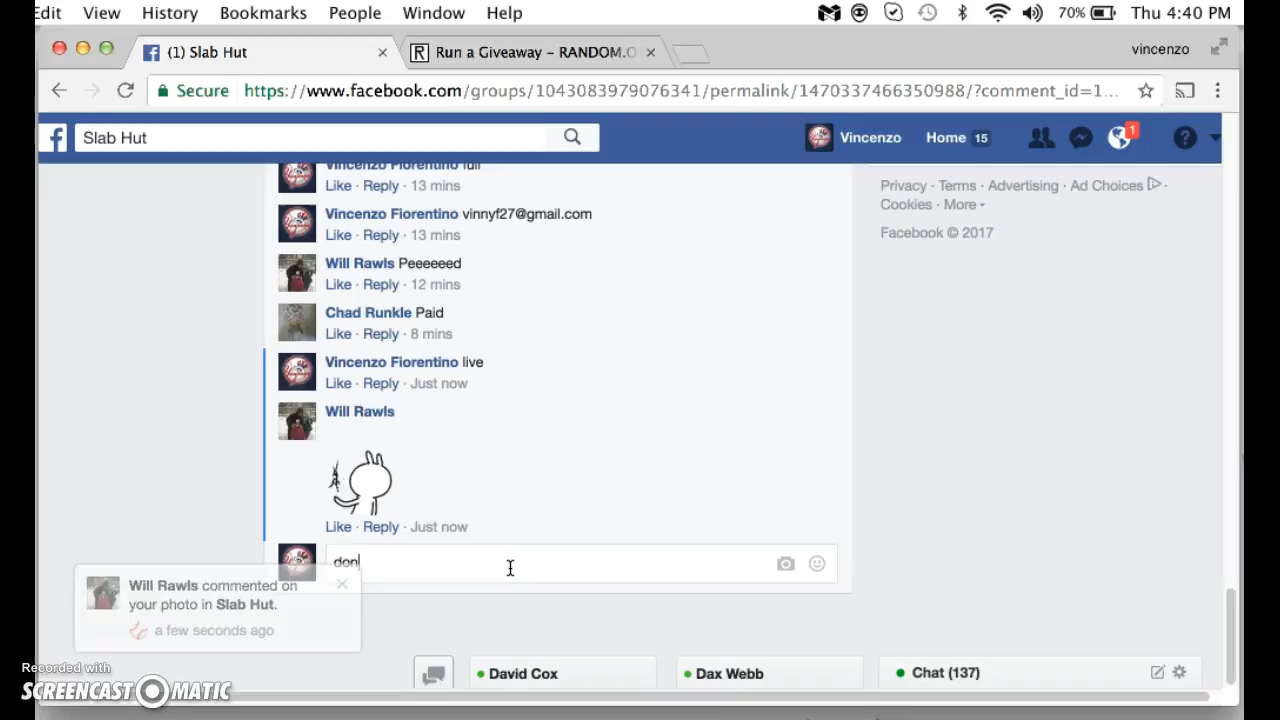 Edit View History Bookmarks People Window Help 70% Thu 4:40 PM
(1) Slab Hut Run a Giveaway – RANDOM.O vincenzo
Secure https://www.facebook.com/groups/1043083979076341/permalink/1470337466350988/?comment_id=1...
Slab Hut Vincenzo Home 15 1
Vincenzo Fiorentino full
Like · Reply · 13 mins
Vincenzo Fiorentino vinnyf27@gmail.com
Like · Reply · 13 mins
Will Rawls Peeeeeed
Like · Reply · 12 mins
Chad Runkle Paid
Like · Reply · 8 mins
Vincenzo Fiorentino live
Like · Reply · Just now
Will Rawls
Like · Reply · Just now
don
Privacy · Terms · Advertising · Ad Choices ·
Cookies · More
Facebook © 2017
Will Rawls commented on
your photo in Slab Hut.
a few seconds ago
David Cox Dax Webb Chat (137)
Recorded with
SCREENCAST MATIC